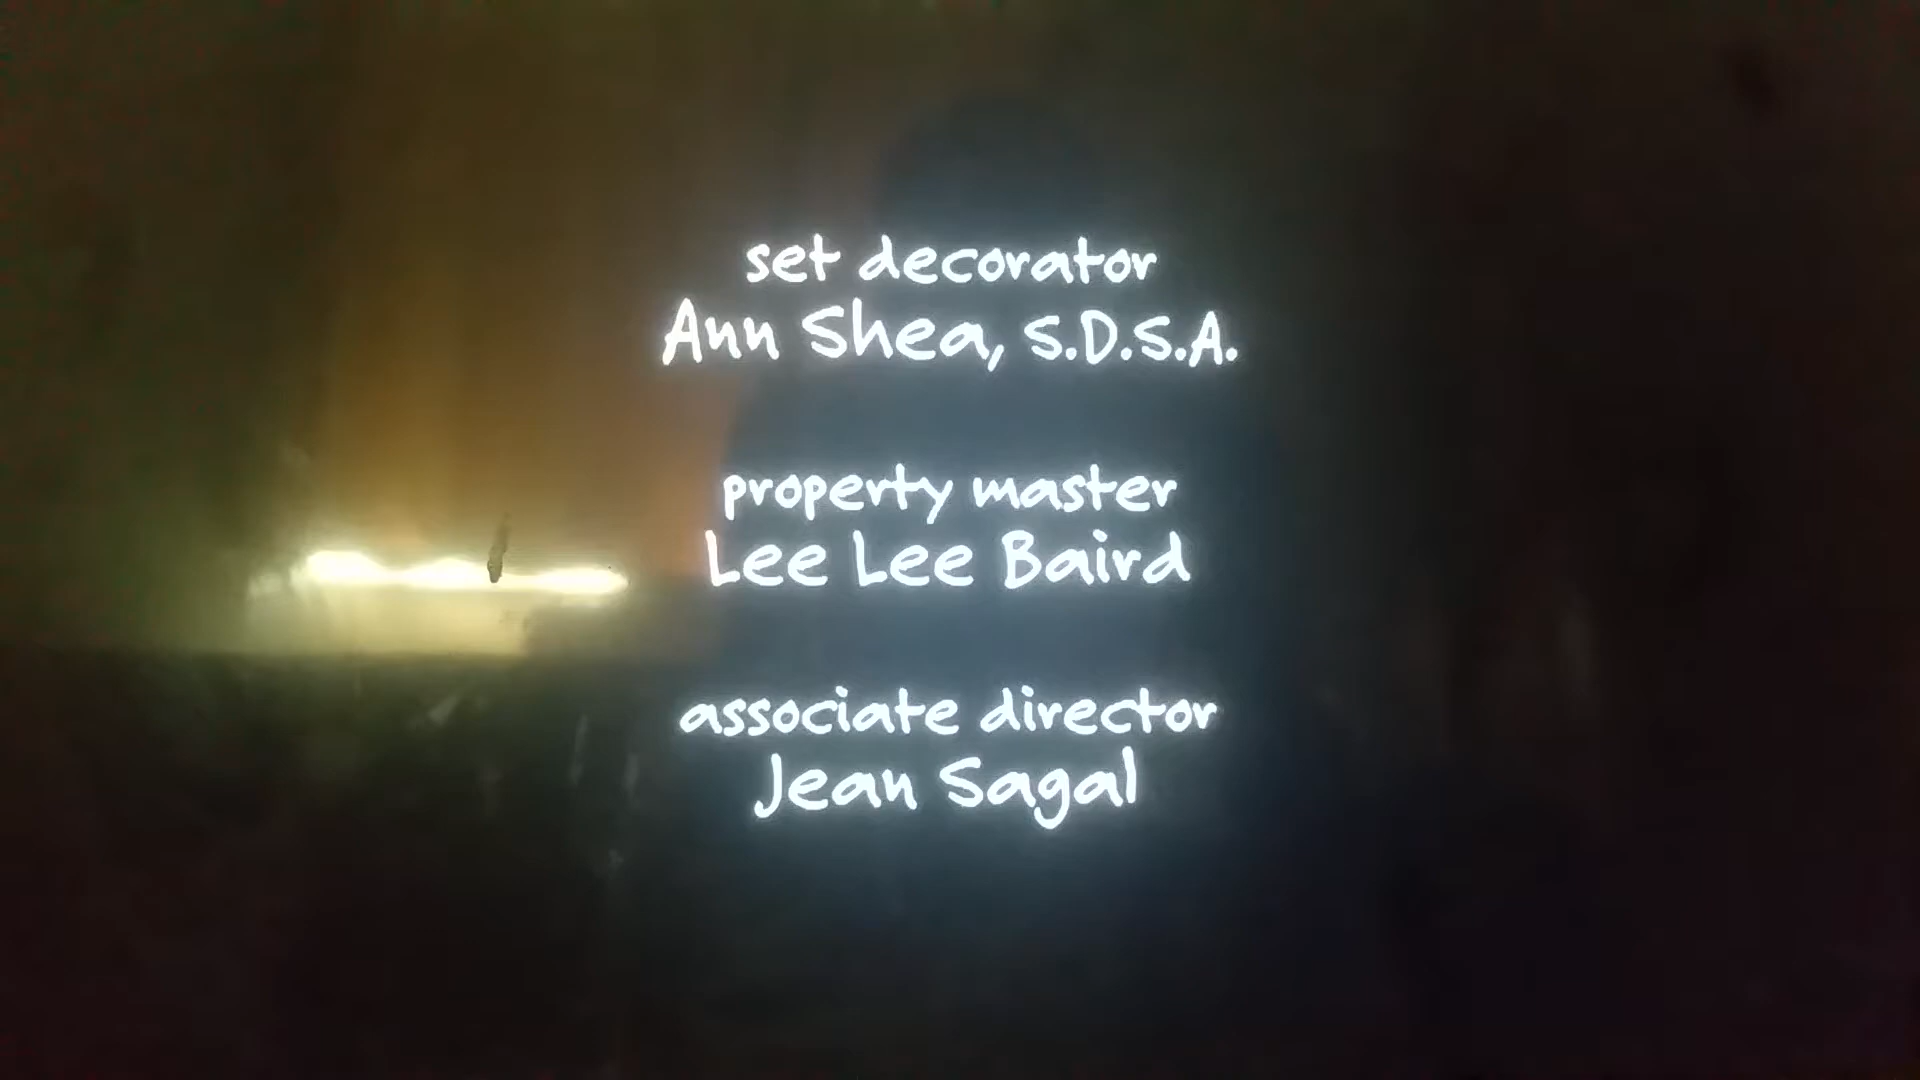 set decorator
Ann Shea, S.D.S.A.
property master
Lee Lee Baird
associate director
Jean Sagal